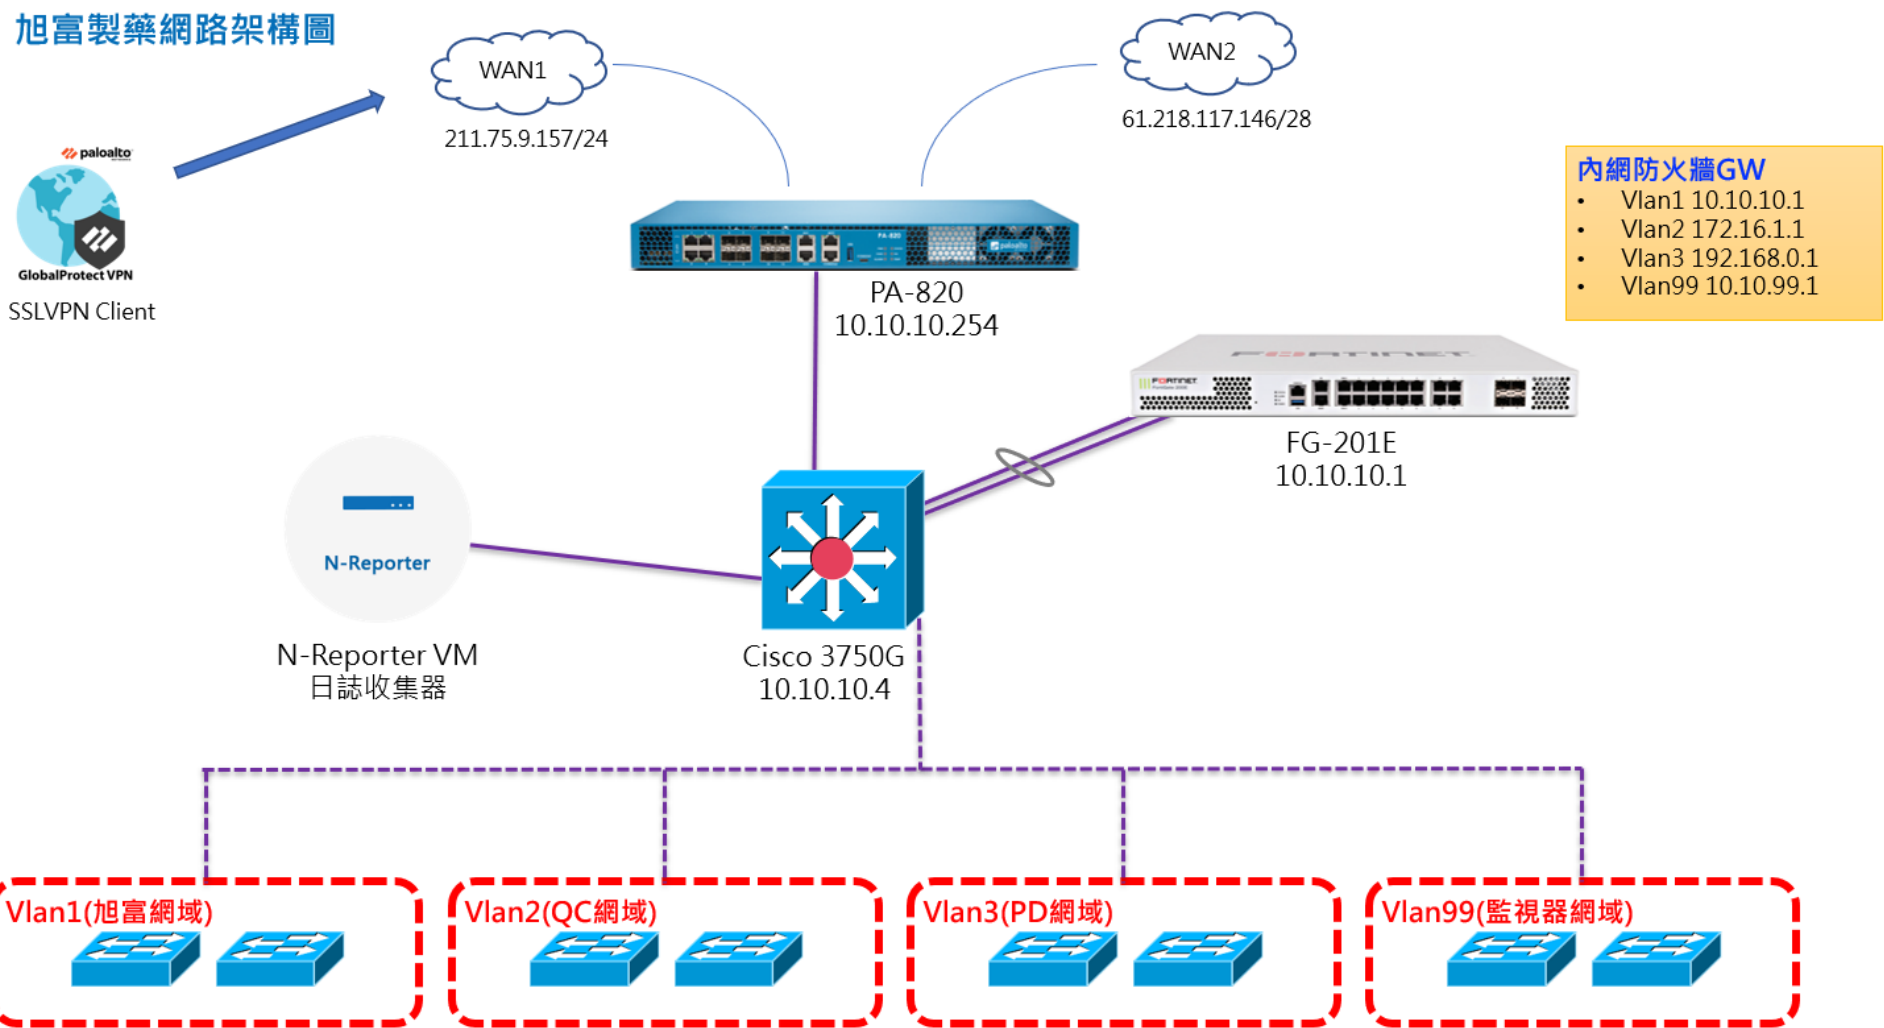 旭富製藥網路架構圖
WAN1
211.75.9.157/24
WAN2
61.218.117.146/28
paloalto
GlobalProtect VPN
SSLVPN Client
內網防火牆GW
• Vlan1 10.10.10.1
• Vlan2 172.16.1.1
• Vlan3 192.168.0.1
• Vlan99 10.10.99.1
PA-820
paloalto
PA-820
10.10.10.254
FORTINET
FORTINET
FG-201E
10.10.10.1
N-Reporter
N-Reporter VM
日誌收集器
Cisco 3750G
10.10.10.4
Vlan1(旭富網域)
Vlan2(QC網域)
Vlan3(PD網域)
Vlan99(監視器網域)